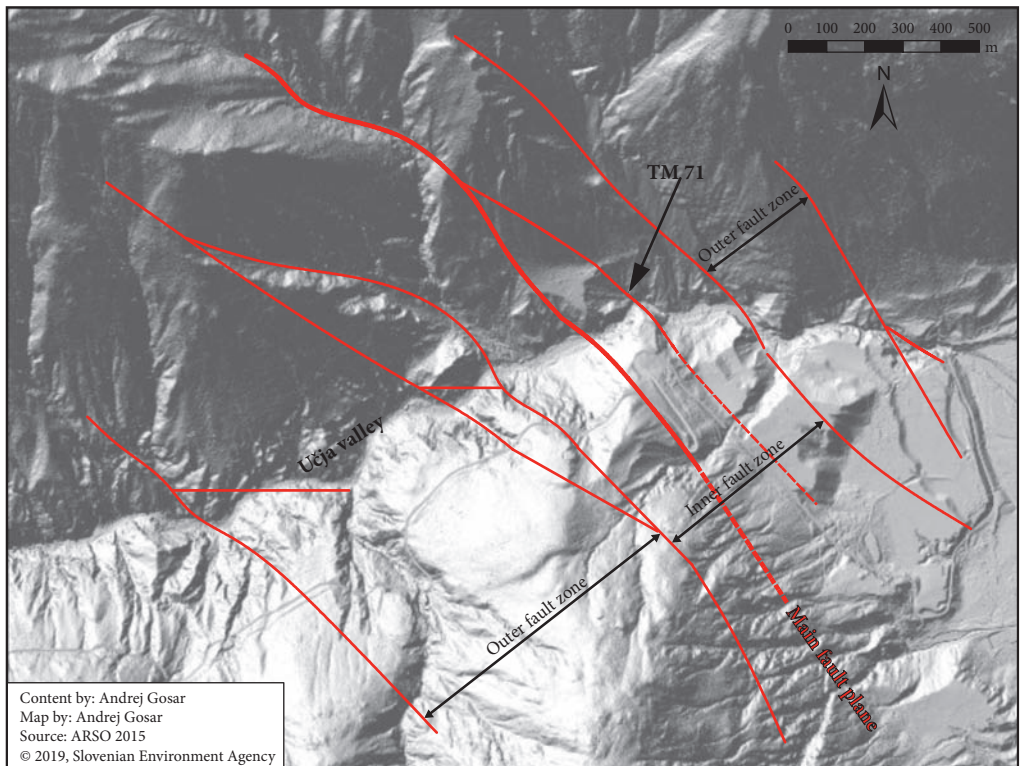 0 100 200 300 400 500
m
N
TM 71
Outer fault zone
Učja valley
Inner fault zone
Outer fault zone
Main fault plane
Content by: Andrej Gosar
Map by: Andrej Gosar
Source: ARSO 2015
© 2019, Slovenian Environment Agency